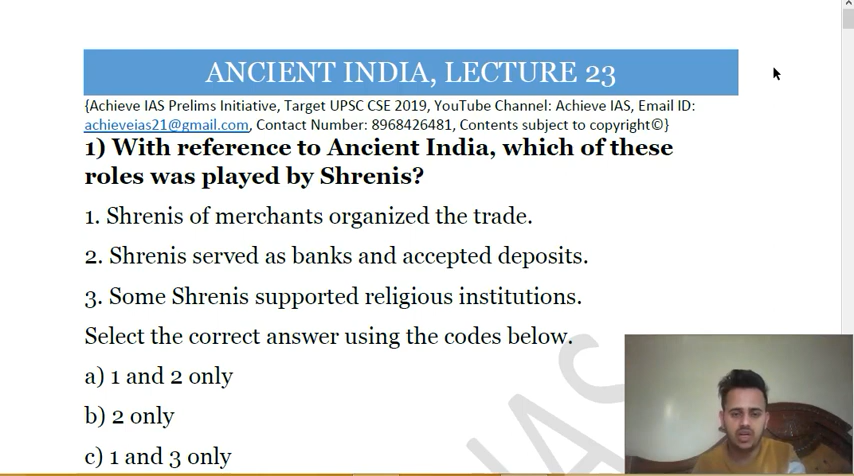 ANCIENT INDIA, LECTURE 23
{Achieve IAS Prelims Initiative, Target UPSC CSE 2019, YouTube Channel: Achieve IAS, Email ID:
achieveias21@gmail.com, Contact Number: 8968426481, Contents subject to copyright©}
1) With reference to Ancient India, which of these
roles was played by Shrenis?
1. Shrenis of merchants organized the trade.
2. Shrenis served as banks and accepted deposits.
3. Some Shrenis supported religious institutions.
Select the correct answer using the codes below.
a) 1 and 2 only
b) 2 only
c) 1 and 3 only
IAS